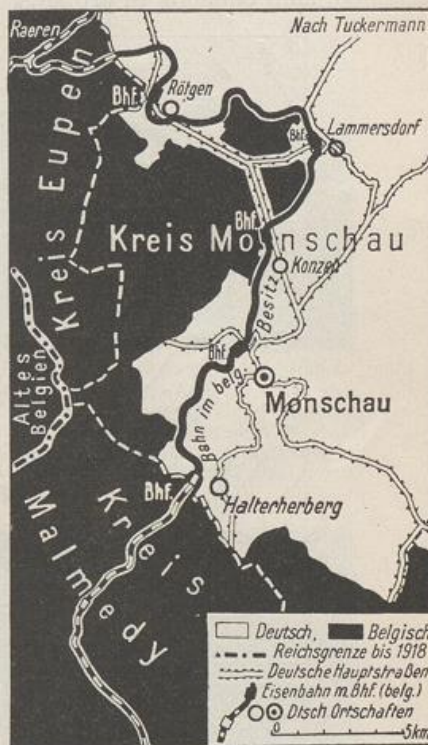 Raeren
Nach Tuckermann
Bhf.
Rötgen
Bhf.
Lammersdorf
Kreis Eupen
Bhf.
Kreis Monschau
Konzen
Bahn im belg. Besitz
Bhf.
Altes
Belgien
Monschau
Bhf.
Kreis
Malmedy
Halterherberg
Deutsch, Belgisch
Reichsgrenze bis 1918
Deutsche Hauptstraßen
Eisenbahn m. Bhf. (belg.)
Dtsch Ortschaften
0 5km